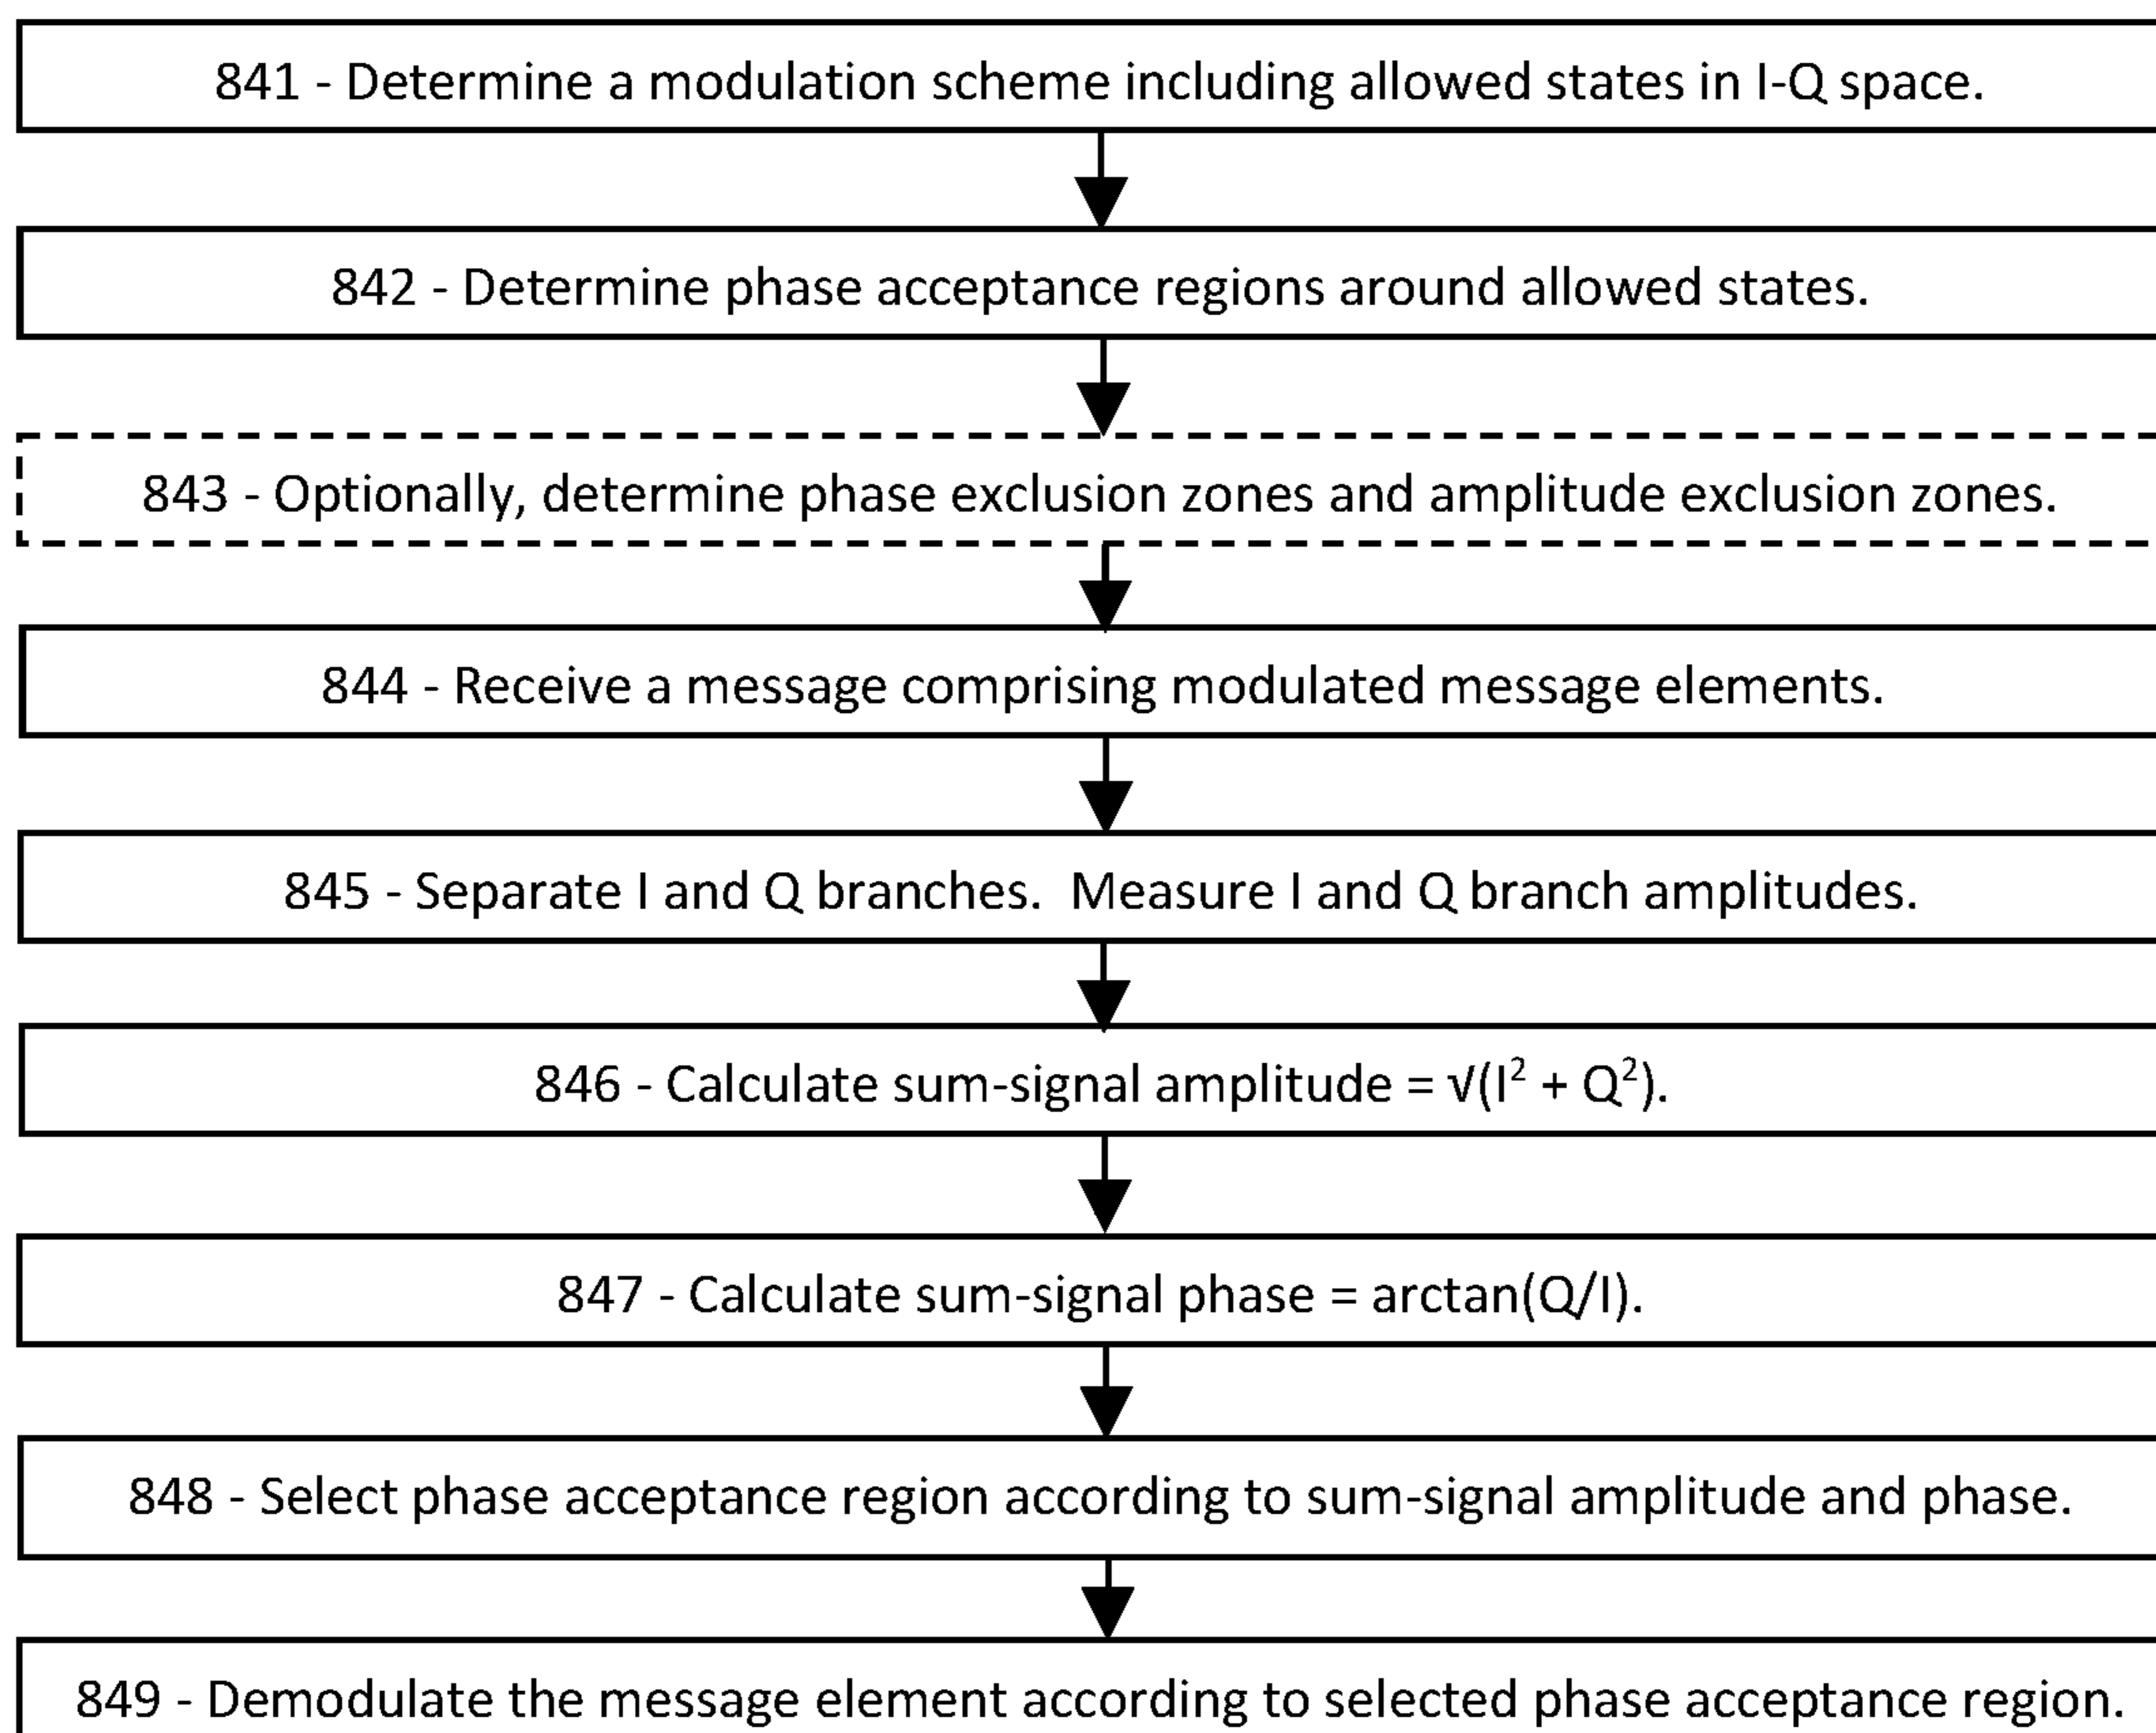 841 - Determine a modulation scheme including allowed states in I-Q space.
842 - Determine phase acceptance regions around allowed states.
843 - Optionally, determine phase exclusion zones and amplitude exclusion zones.
844 - Receive a message comprising modulated message elements.
845 - Separate I and Q branches.  Measure I and Q branch amplitudes.
846 - Calculate sum-signal amplitude = √(I² + Q²).
847 - Calculate sum-signal phase = arctan(Q/I).
848 - Select phase acceptance region according to sum-signal amplitude and phase.
849 - Demodulate the message element according to selected phase acceptance region.